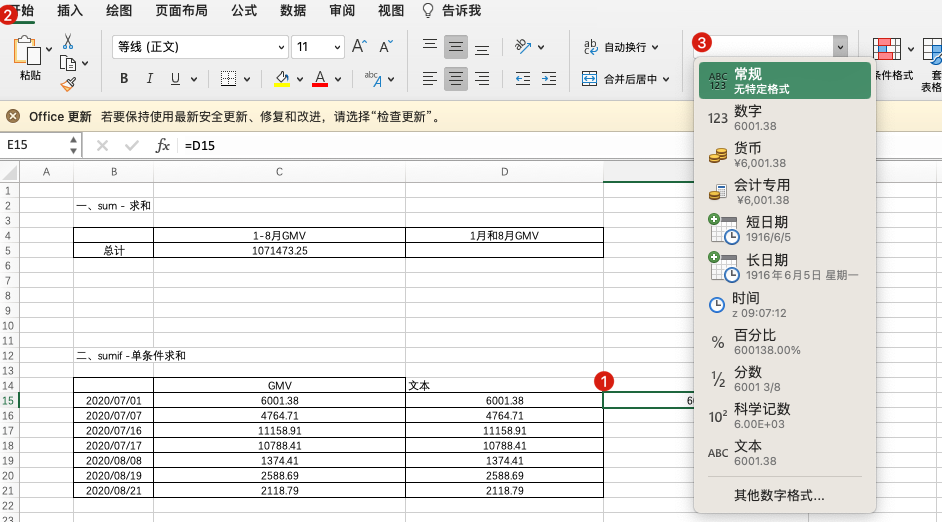 2 开始 插入 绘图 页面布局 公式 数据 审阅 视图 告诉我
粘贴
等线 (正文) 11 A^ A
B I U A abc A
ab 自动换行
合并后居中
3
条件格式 套
表格
Office 更新 若要保持使用最新安全更新、修复和改进，请选择“检查更新”。
E15 fx =D15
A B C D
1
2 一、sum - 求和
3
4 1-8月GMV 1月和8月GMV
5 总计 1071473.25
6
7
8
9
10
11
12 二、sumif -单条件求和
13
14 GMV 文本 1
15 2020/07/01 6001.38 6001.38 60
16 2020/07/07 4764.71 4764.71
17 2020/07/16 11158.91 11158.91
18 2020/07/17 10788.41 10788.41
19 2020/08/08 1374.41 1374.41
20 2020/08/19 2588.69 2588.69
21 2020/08/21 2118.79 2118.79
22
23
ABC 123 常规
无特定格式
123 数字
6001.38
货币
¥6,001.38
会计专用
¥6,001.38
短日期
1916/6/5
长日期
1916年6月5日 星期一
时间
z 09:07:12
% 百分比
600138.00%
½ 分数
6001 3/8
10² 科学记数
6.00E+03
ABC 文本
6001.38
其他数字格式...